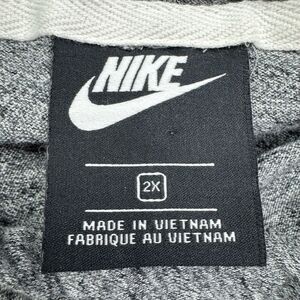 NIKE
2X
MADE IN VIETNAM
FABRIQUE AU VIETNAM